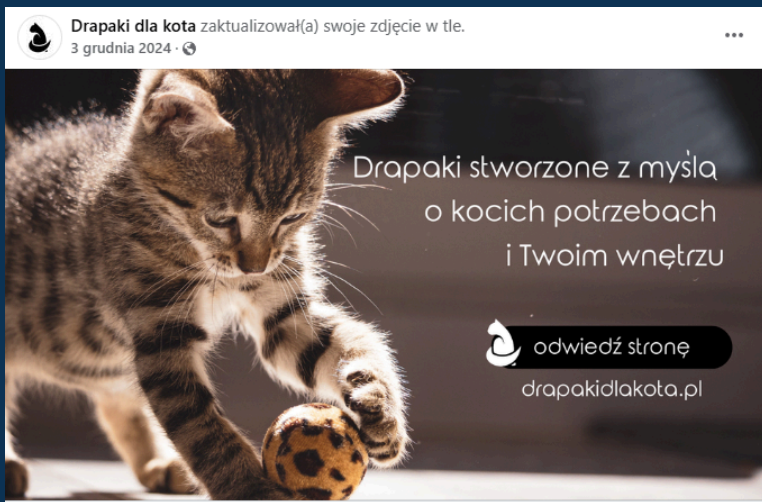 Drapaki dla kota zaktualizował(a) swoje zdjęcie w tle.
3 grudnia 2024 ·
Drapaki stworzone z myślą
o kocich potrzebach
i Twoim wnętrzu
odwiedź stronę
drapakidlakota.pl